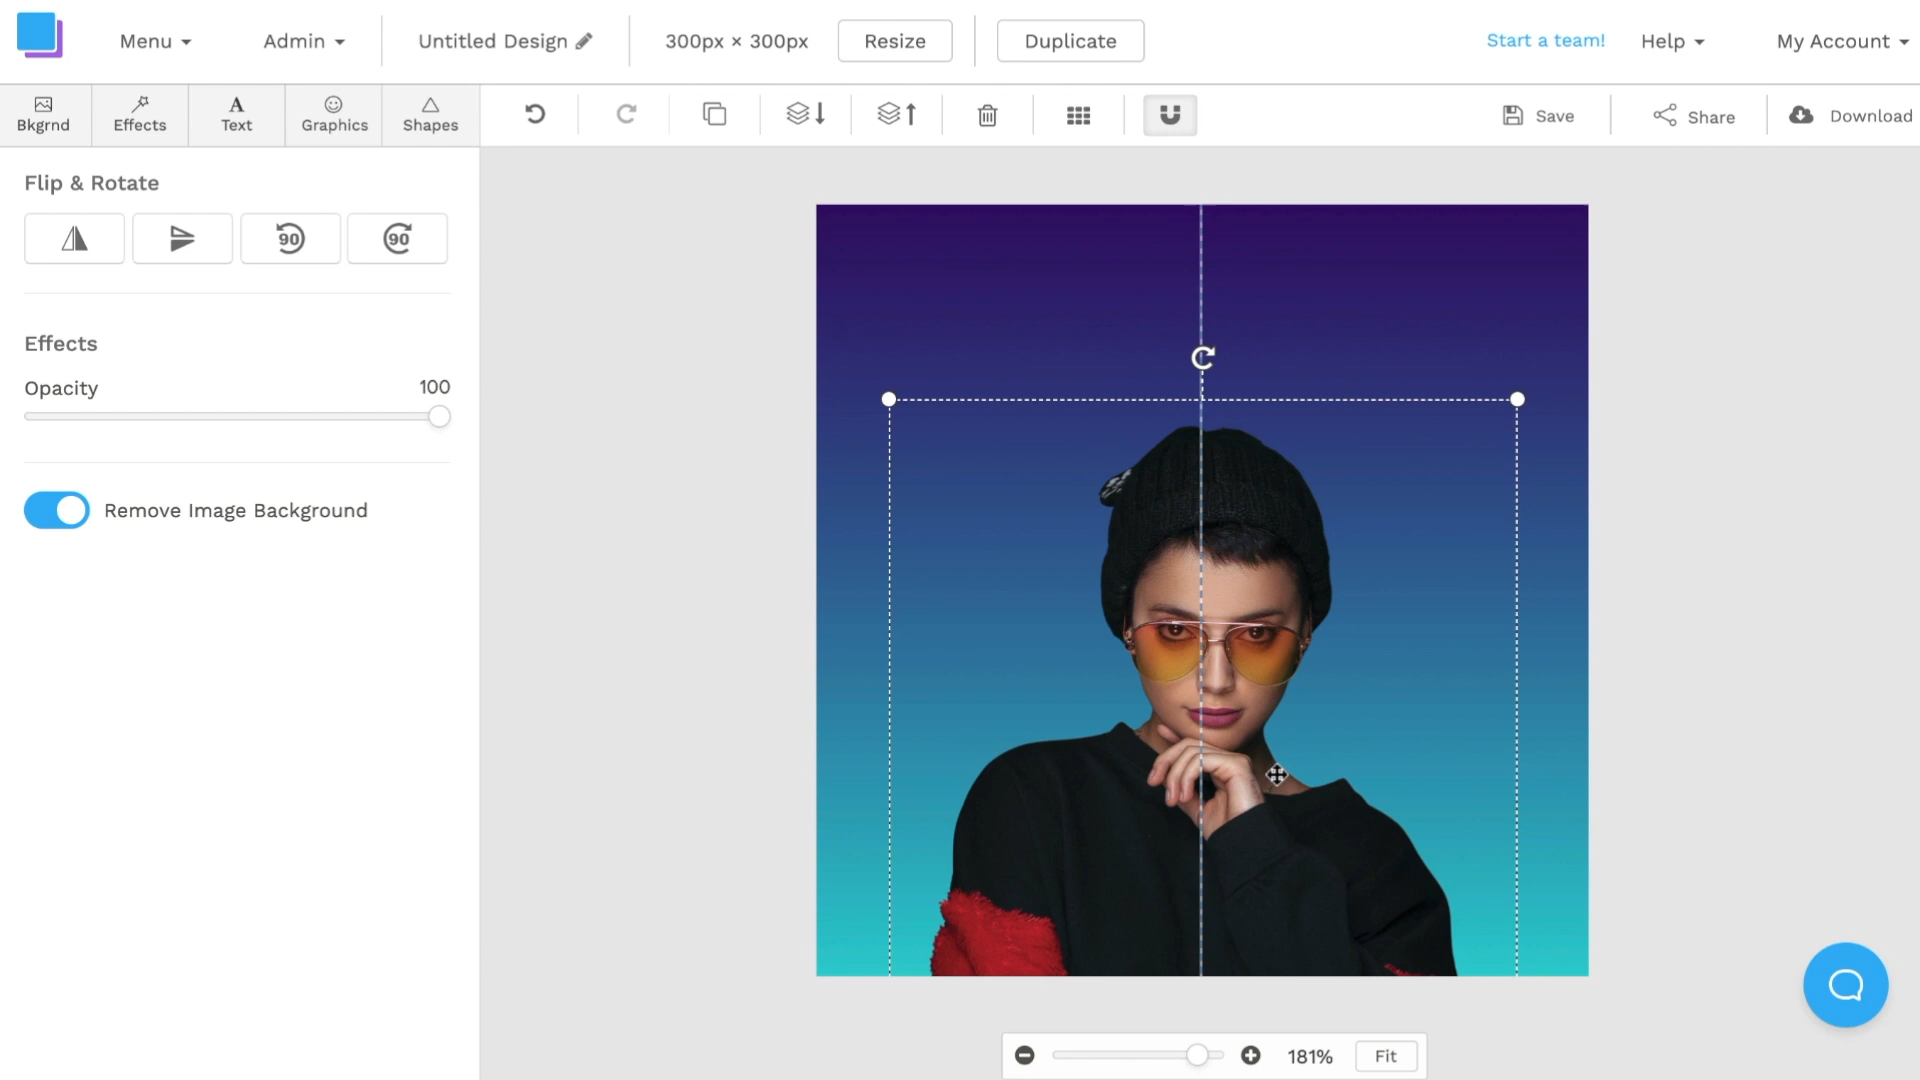 Menu Admin Untitled Design 300px × 300px Resize Duplicate Start a team! Help My Account
Bkgrnd Effects Text Graphics Shapes Save Share Download
Flip & Rotate
90 90
Effects
Opacity 100
Remove Image Background
181% Fit